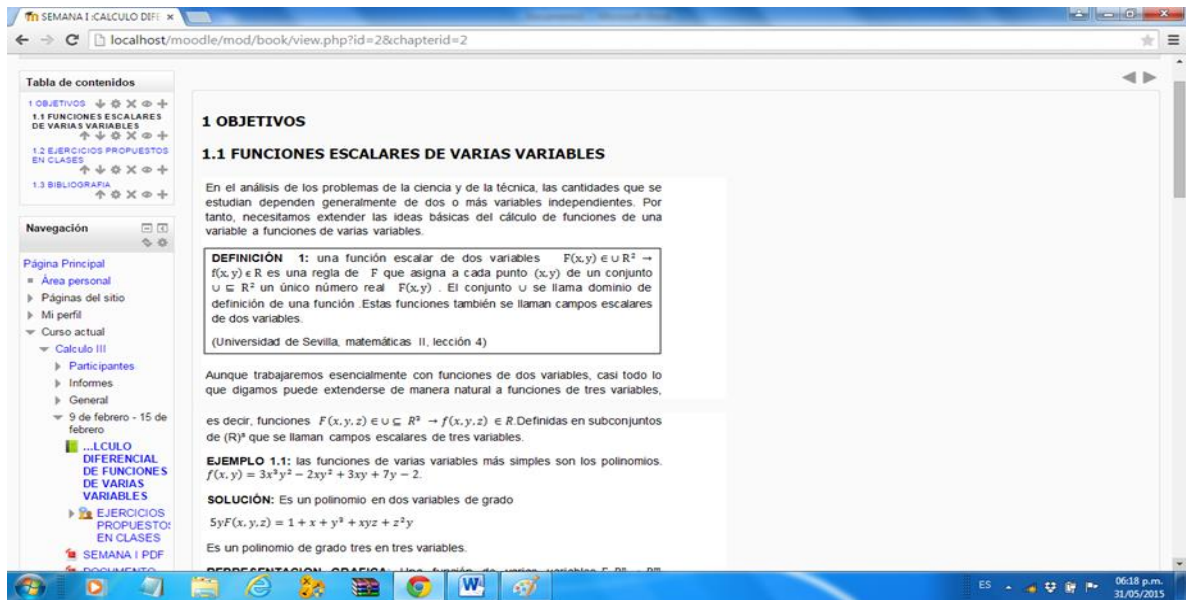 SEMANA I :CALCULO DIFE
localhost/moodle/mod/book/view.php?id=2&chapterid=2
Tabla de contenidos
1 OBJETIVOS
1.1 FUNCIONES ESCALARES
DE VARIAS VARIABLES
1.2 EJERCICIOS PROPUESTOS
EN CLASES
1.3 BIBLIOGRAFIA
Navegación
Página Principal
Área personal
Páginas del sitio
Mi perfil
Curso actual
Calculo III
Participantes
Informes
General
9 de febrero - 15 de
febrero
...LCULO
DIFERENCIAL
DE FUNCIONES
DE VARIAS
VARIABLES
EJERCICIOS
PROPUESTO
EN CLASES
SEMANA I PDF
DOCUMENTO
1 OBJETIVOS
1.1 FUNCIONES ESCALARES DE VARIAS VARIABLES
En el análisis de los problemas de la ciencia y de la técnica, las cantidades que se
estudian dependen generalmente de dos o más variables independientes. Por
tanto, necesitamos extender las ideas básicas del cálculo de funciones de una
variable a funciones de varias variables.
DEFINICIÓN 1: una función escalar de dos variables F(x,y) ∈ ∪ R² →
f(x,y) ∈ R es una regla de F que asigna a cada punto (x,y) de un conjunto
∪ ⊆ R² un único número real F(x,y) . El conjunto ∪ se llama dominio de
definición de una función .Estas funciones también se llaman campos escalares
de dos variables.
(Universidad de Sevilla, matemáticas II, lección 4)
Aunque trabajaremos esencialmente con funciones de dos variables, casi todo lo
que digamos puede extenderse de manera natural a funciones de tres variables,
es decir, funciones F(x,y,z) ∈ ∪ ⊆ R³ → f(x,y,z) ∈ R.Definidas en subconjuntos
de (R)³ que se llaman campos escalares de tres variables.
EJEMPLO 1.1: las funciones de varias variables más simples son los polinomios.
f(x,y) = 3x³y² − 2xy² + 3xy + 7y − 2.
SOLUCIÓN: Es un polinomio en dos variables de grado
5yF(x,y,z) = 1 + x + y³ + xyz + z²y
Es un polinomio de grado tres en tres variables.
REPRESENTACION GRAFICA: Una función de varias variables
ES
06:18 p.m.
31/05/2015